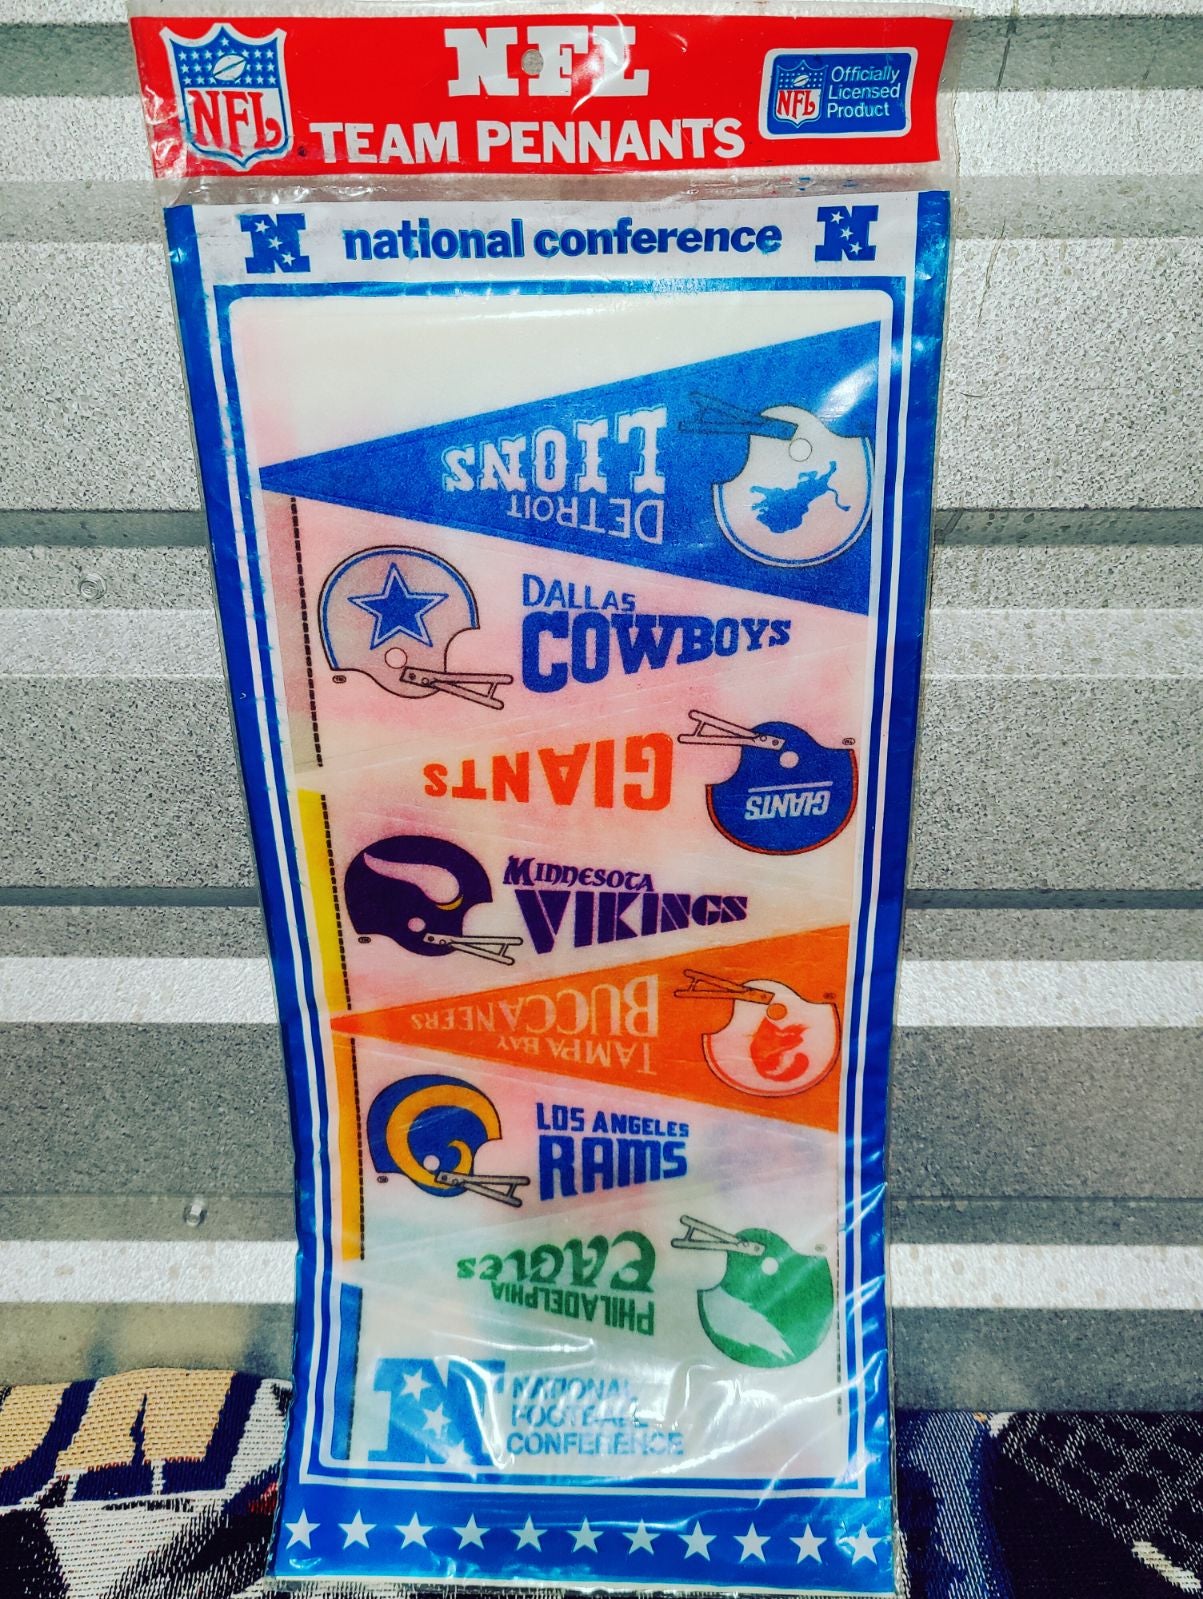 NFL
NFL
TEAM PENNANTS
NFL
Officially
Licensed
Product
N national conference N
DETROIT
LIONS
DALLAS
COWBOYS
GIANTS
GIANTS
MINNESOTA
VIKINGS
TAMPA BAY
BUCCANEERS
LOS ANGELES
RAMS
PHILADELPHIA
EAGLES
N
NATIONAL
FOOTBALL
CONFERENCE